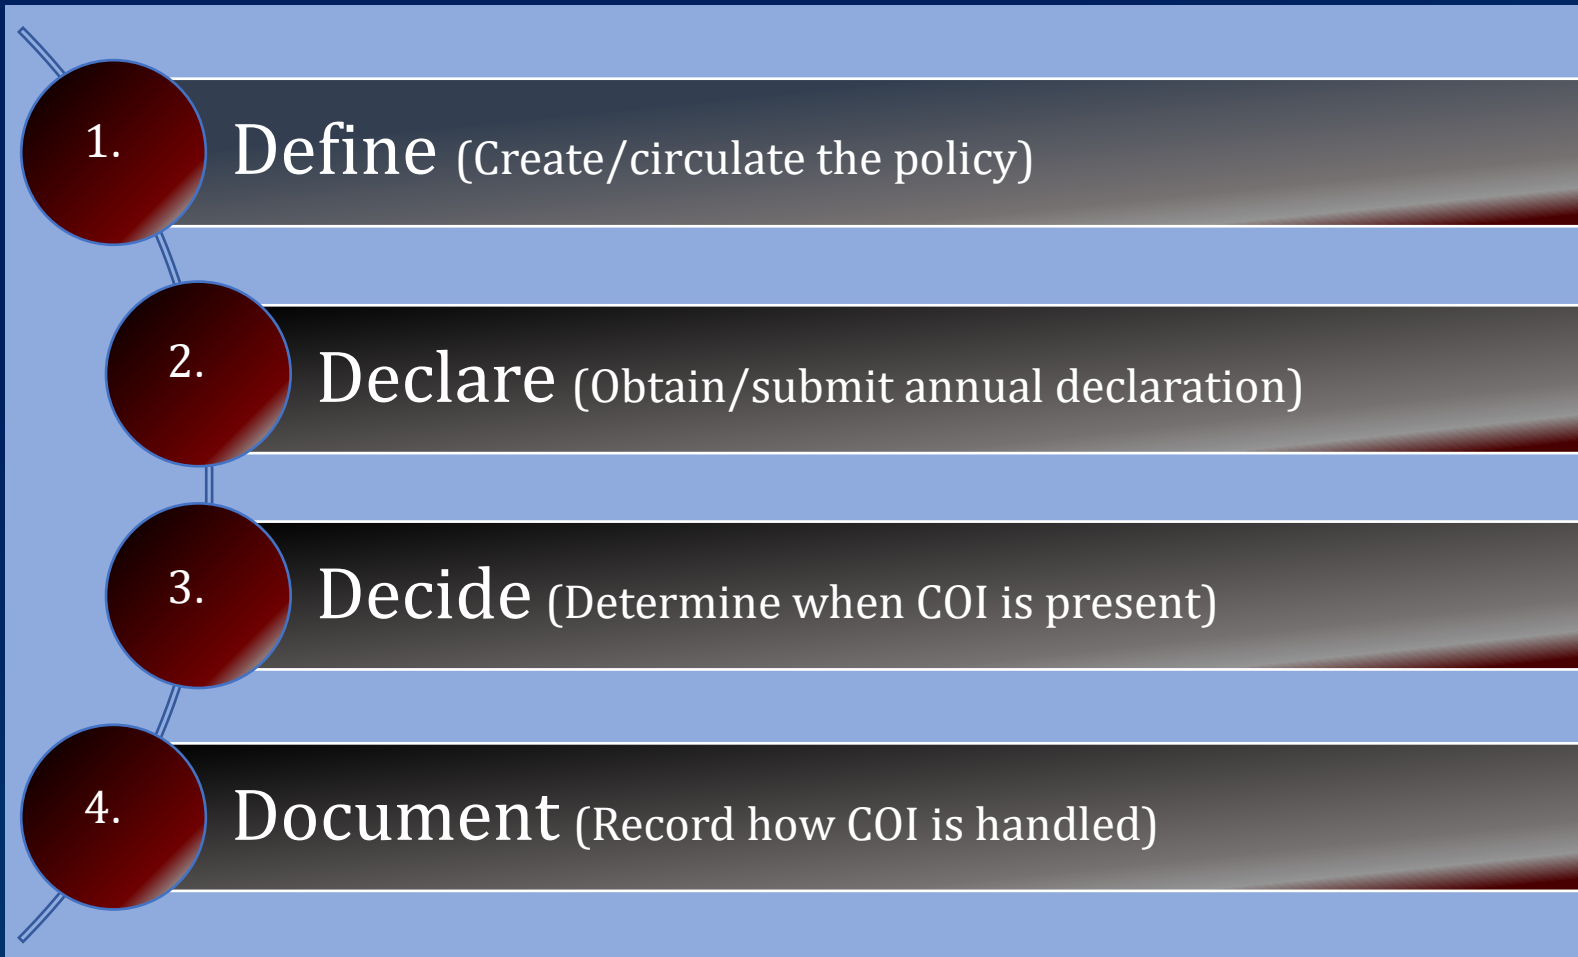 1. Define (Create/circulate the policy)
2. Declare (Obtain/submit annual declaration)
3. Decide (Determine when COI is present)
4. Document (Record how COI is handled)